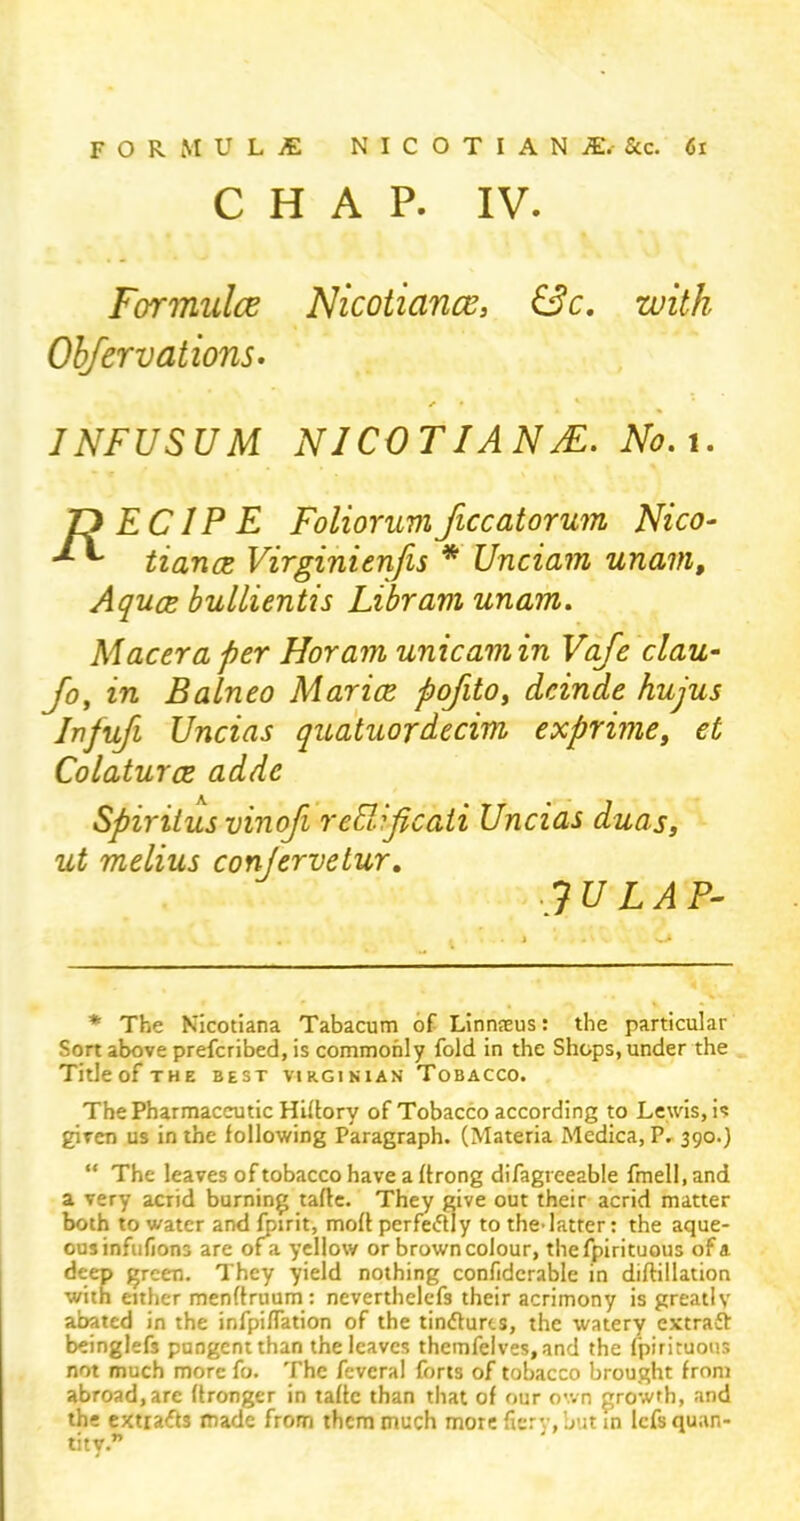 FORMULÆ NICOTIANÆ. &c. 61
CHAP. IV.
Formulæ Nicotianæ, &c. with
Obſervations.
INFUSUM NICOTIANÆ. No. 1.
RECIPE Foliorum ſiccatorum Nico-
tianæ Virginienſis * Unciam unam,
Aquæ bullientis Libram unam.
Macera per Horam unicam in Vaſe clau-
ſo, in Balneo Mariæ poſito, deinde hujus
Infuſi Uncias quatuordecim exprime, et
Colaturæ adde
Spiritûs vinoſi rectificati Uncias duas,
ut melius conſervetur.
JULAP-
* The Nicotiana Tabacum of Linnæus: the particular
Sort above preſcribed, is commonly ſold in the Shops, under the
Title of THE BEST VIRGINIAN TOBACCO.
The Pharmaceutic Hiſtory of Tobacco according to Lewis, is
given us in the following Paragraph. (Materia Medica, P. 390.)
“ The leaves of tobacco have a ſtrong diſagreeable ſmell, and
a very acrid burning taſte. They give out their acrid matter
both to water and ſpirit, moſt perfectly to the latter: the aque-
ous infuſions are of a yellow or brown colour, the ſpirituous of a
deep green. They yield nothing conſiderable in diſtillation
with either menſtruum: nevertheleſs their acrimony is greatly
abated in the inſpiſſation of the tinctures, the watery extract
being leſs pungent than the leaves themſelves, and the ſpirituous
not much more ſo. The ſeveral ſorts of tobacco brought from
abroad, are ſtronger in taſte than that of our own growth, and
the extracts made from them much more fiery, but in leſs quan-
tity.”